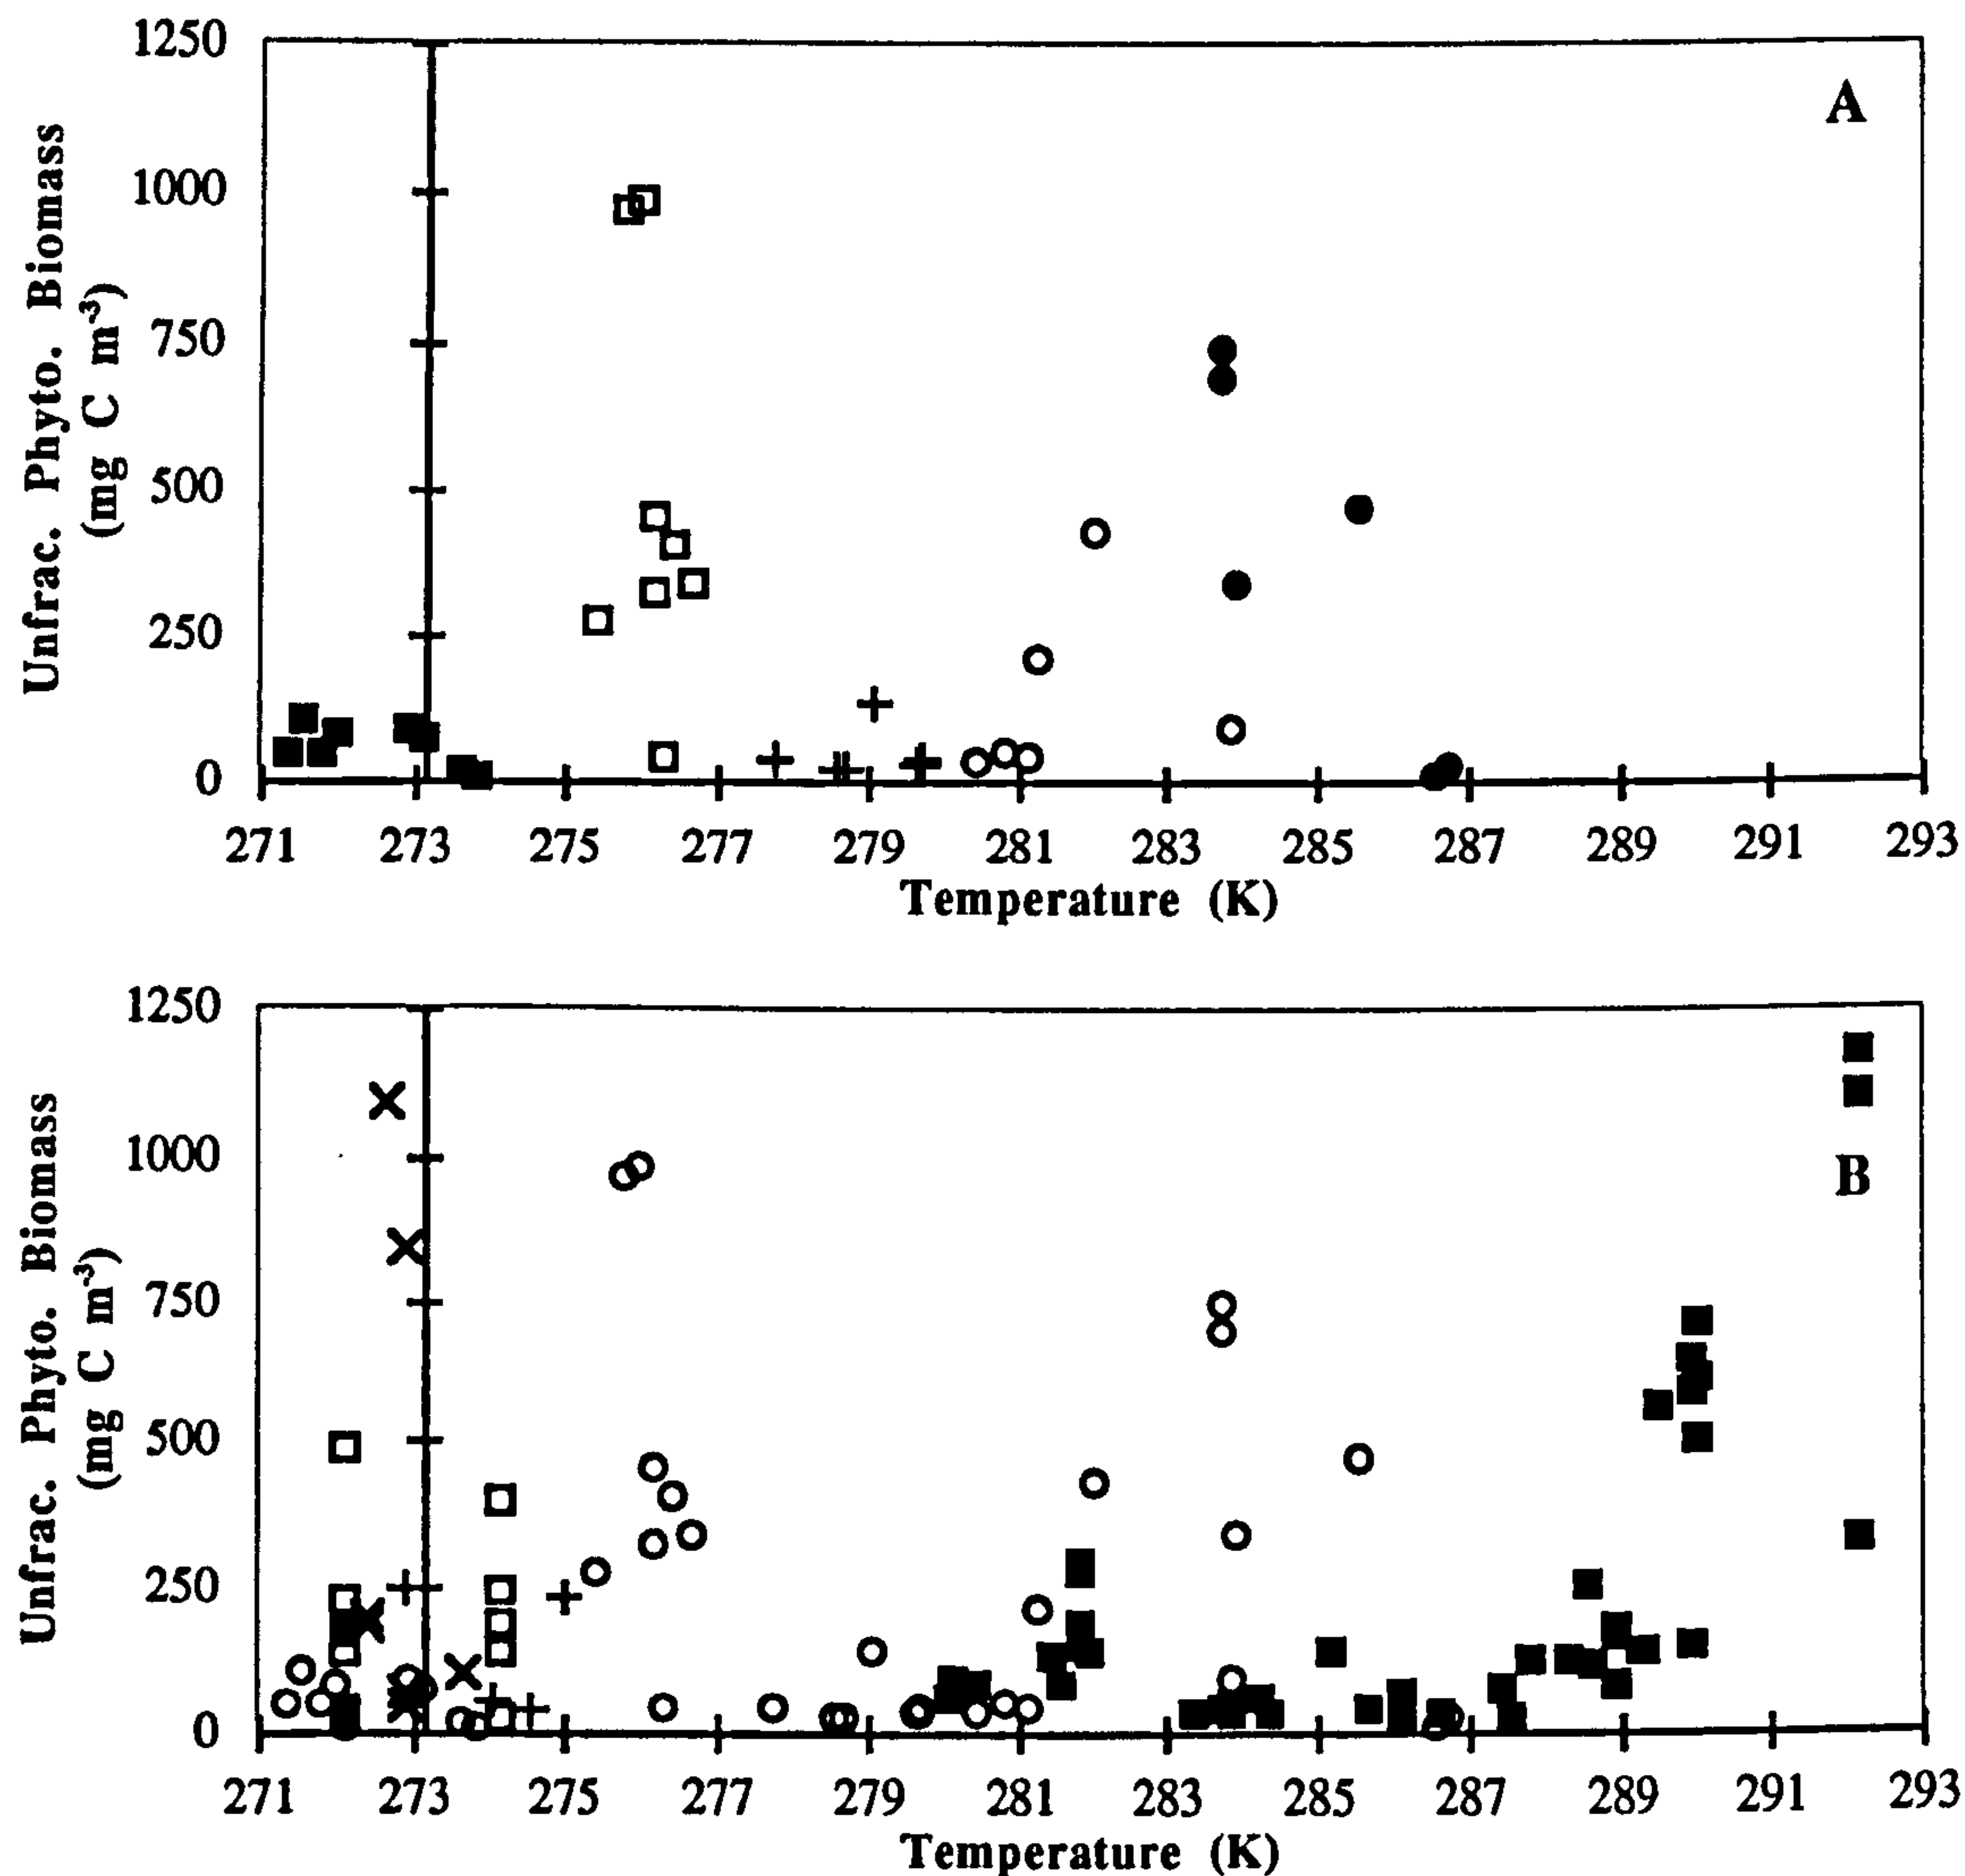 1250
1000
750
500
250
0
Unfrac. Phyto. Biomass
(mg C m-3)
A
271 273 275 277 279 281 283 285 287 289 291 293
Temperature (K)
1250
1000
750
500
250
0
Unfrac. Phyto. Biomass
(mg C m-3)
B
271 273 275 277 279 281 283 285 287 289 291 293
Temperature (K)